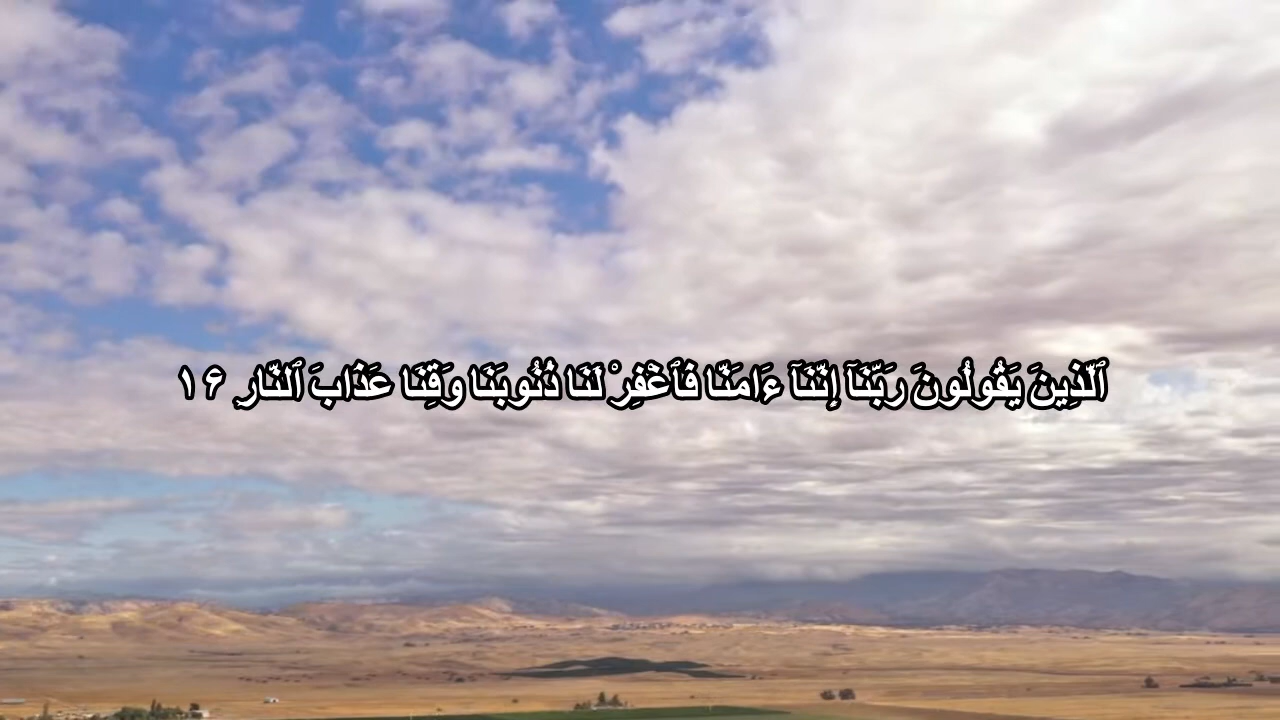 ٱلَّذِينَ يَقُولُونَ رَبَّنَآ إِنَّنَآ ءَامَنَّا فَٱغْفِرْ لَنَا ذُنُوبَنَا وَقِنَا عَذَابَ ٱلنَّارِ ١٦